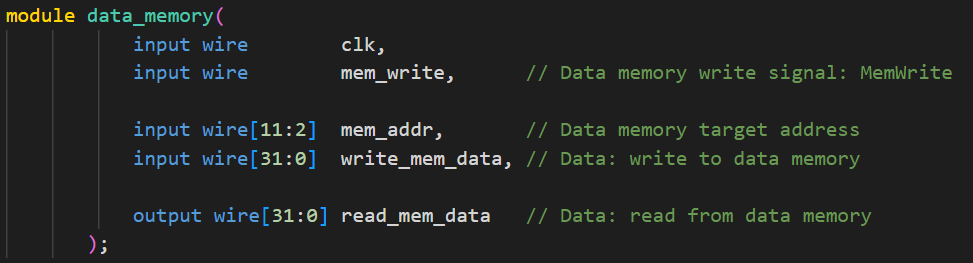 module data_memory(
input wire clk,
input wire mem_write, // Data memory write signal: MemWrite
input wire[11:2] mem_addr, // Data memory target address
input wire[31:0] write_mem_data, // Data: write to data memory
output wire[31:0] read_mem_data // Data: read from data memory
);